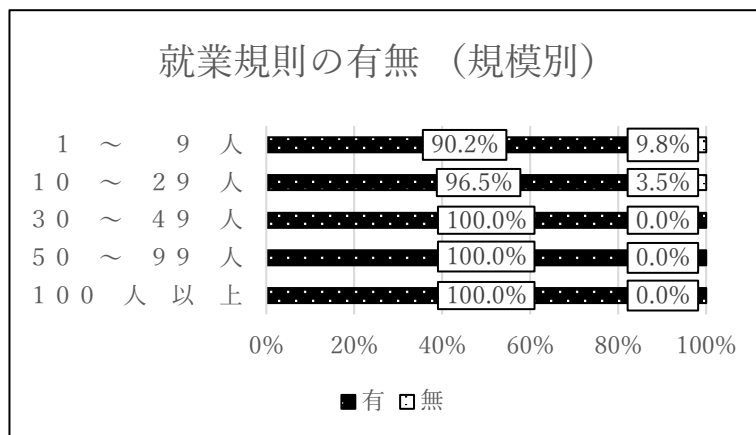 就業規則の有無 （規模別）
1 ～ 9 人 90.2% 9.8%
10 ～ 29 人 96.5% 3.5%
30 ～ 49 人 100.0% 0.0%
50 ～ 99 人 100.0% 0.0%
100 人 以 上 100.0% 0.0%
0% 20% 40% 60% 80% 100%
有 無